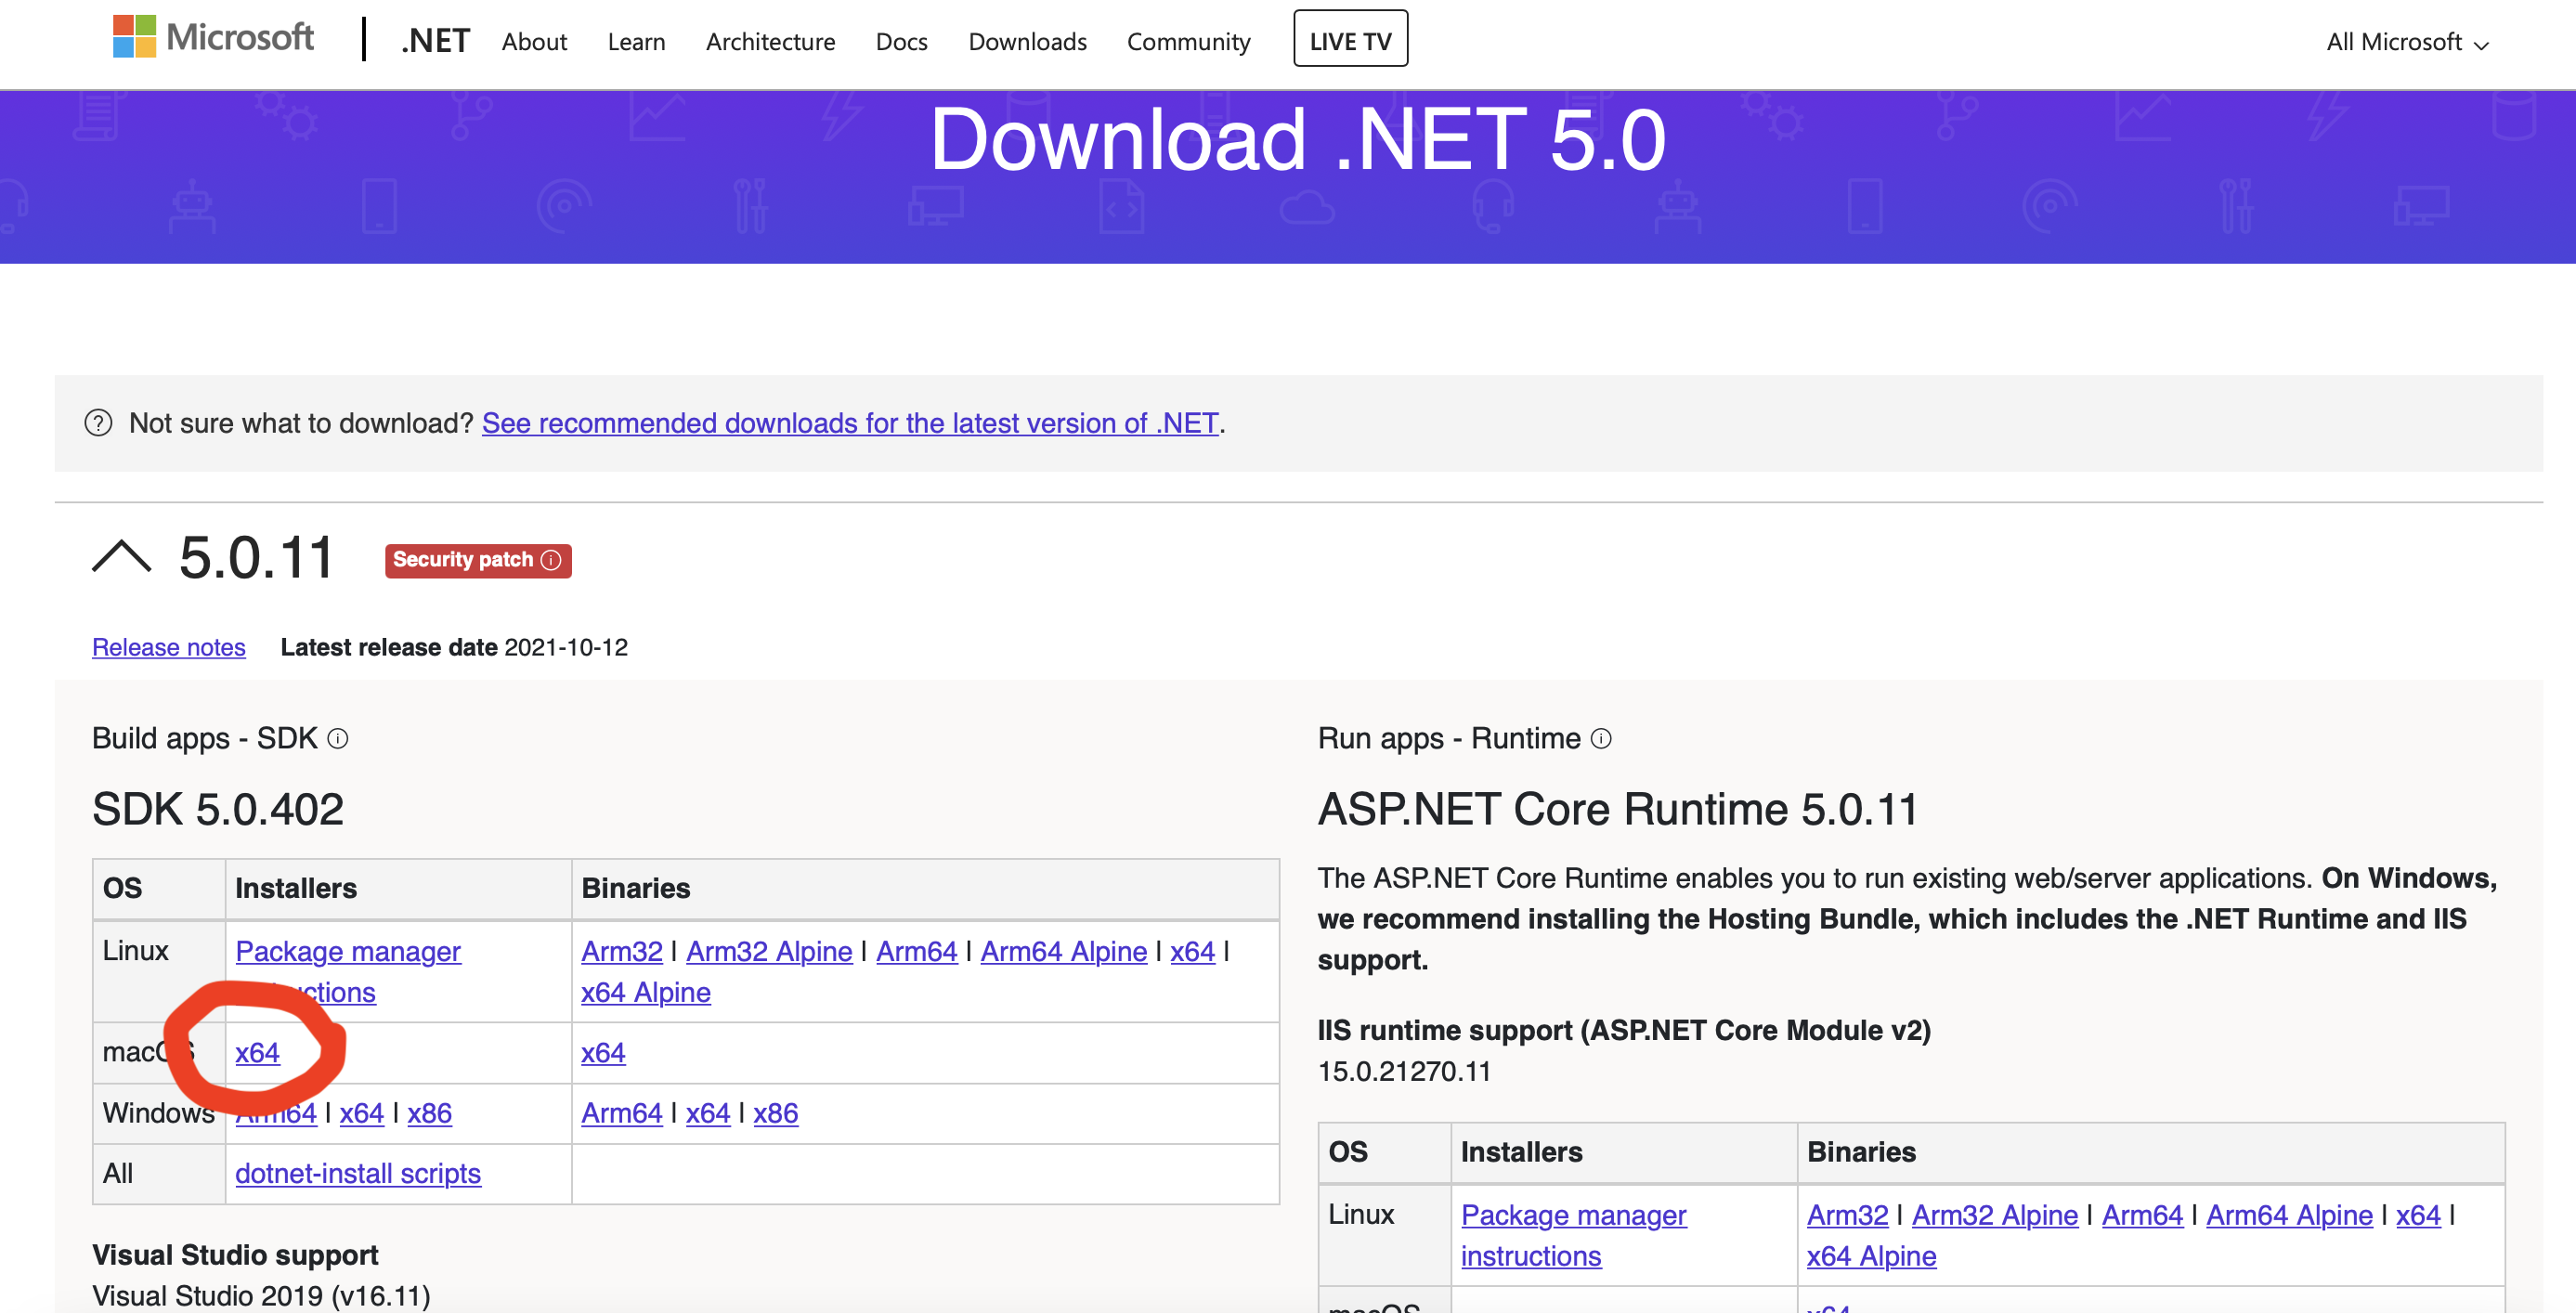 Microsoft | .NET About Learn Architecture Docs Downloads Community LIVE TV All Microsoft
Download .NET 5.0
Not sure what to download? See recommended downloads for the latest version of .NET.
5.0.11 Security patch
Release notes Latest release date 2021-10-12
Build apps - SDK
SDK 5.0.402
OS Installers Binaries
Linux Package manager Arm32 | Arm32 Alpine | Arm64 | Arm64 Alpine | x64 |
x64 Alpine
macOS x64 x64
Windows Arm64 | x64 | x86 Arm64 | x64 | x86
All dotnet-install scripts
Visual Studio support
Visual Studio 2019 (v16.11)
Run apps - Runtime
ASP.NET Core Runtime 5.0.11
The ASP.NET Core Runtime enables you to run existing web/server applications. On Windows,
we recommend installing the Hosting Bundle, which includes the .NET Runtime and IIS
support.
IIS runtime support (ASP.NET Core Module v2)
15.0.21270.11
OS Installers Binaries
Linux Package manager Arm32 | Arm32 Alpine | Arm64 | Arm64 Alpine | x64 |
instructions x64 Alpine
macOS x64